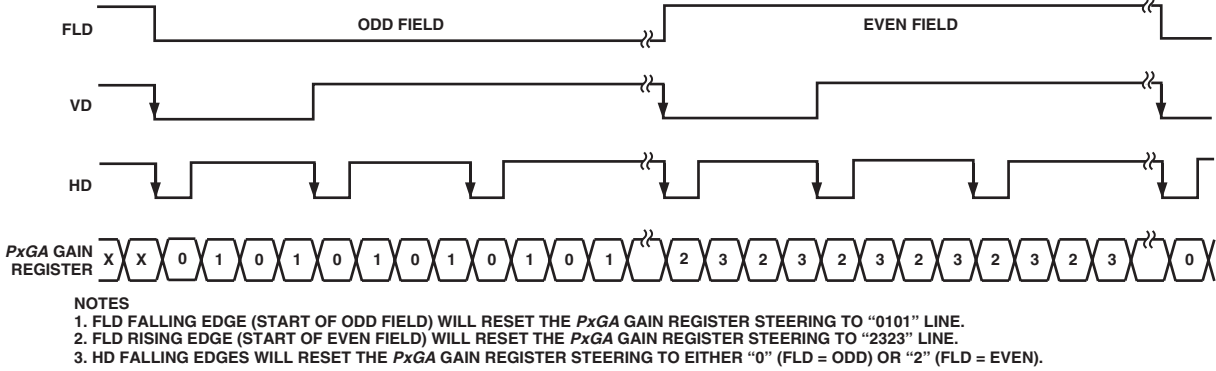 FLD ODD FIELD EVEN FIELD
VD
HD
PxGA GAIN
REGISTER X X 0 1 0 1 0 1 0 1 0 1 0 1 2 3 2 3 2 3 2 3 2 3 2 3 0
NOTES
1. FLD FALLING EDGE (START OF ODD FIELD) WILL RESET THE PxGA GAIN REGISTER STEERING TO “0101” LINE.
2. FLD RISING EDGE (START OF EVEN FIELD) WILL RESET THE PxGA GAIN REGISTER STEERING TO “2323” LINE.
3. HD FALLING EDGES WILL RESET THE PxGA GAIN REGISTER STEERING TO EITHER “0” (FLD = ODD) OR “2” (FLD = EVEN).